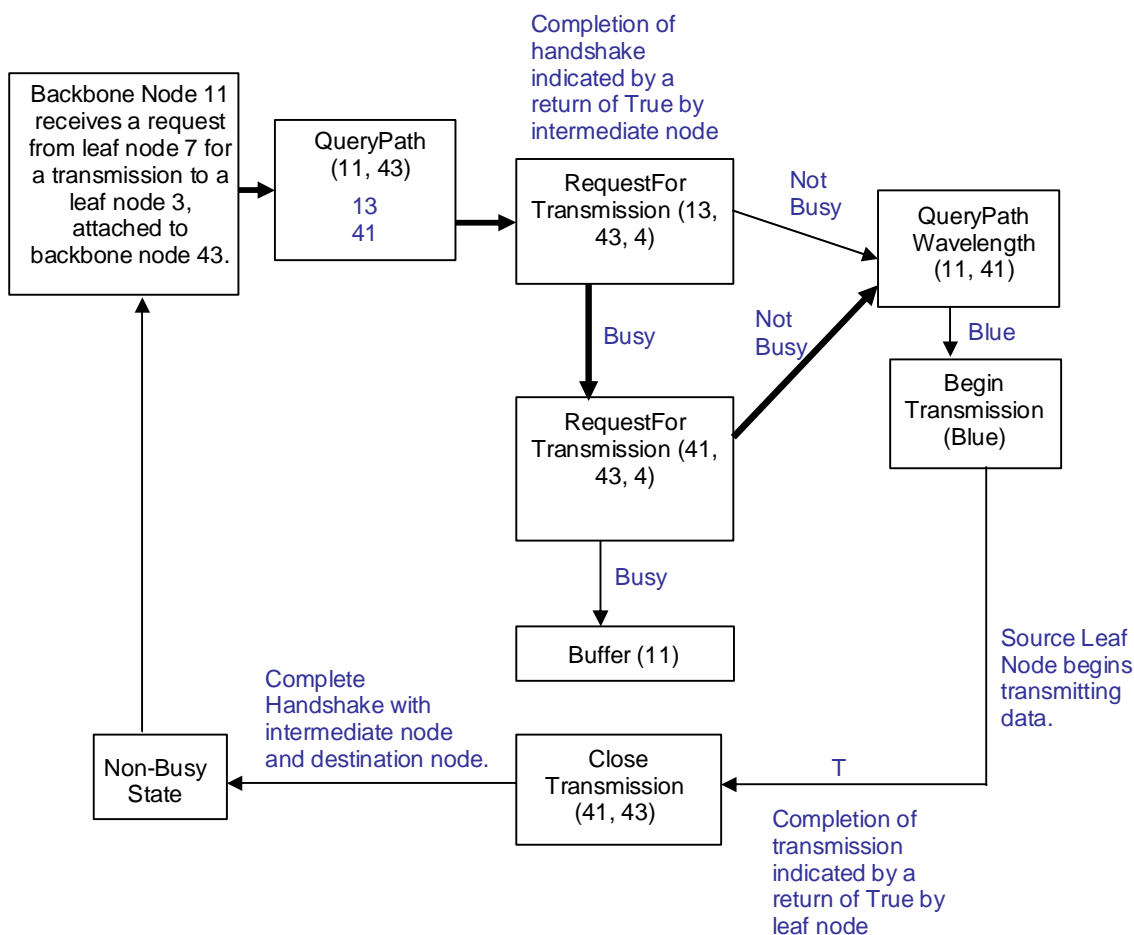 Completion of
handshake
indicated by a
return of True by
intermediate node
Backbone Node 11
receives a request
from leaf node 7 for
a transmission to a
leaf node 3,
attached to
backbone node 43.
QueryPath
(11, 43)
13
41
RequestFor
Transmission (13,
43, 4)
Not
Busy
QueryPath
Wavelength
(11, 41)
Busy
Not
Busy
Blue
Begin
Transmission
(Blue)
RequestFor
Transmission (41,
43, 4)
Busy
Buffer (11)
Source Leaf
Node begins
transmitting
data.
Complete
Handshake with
intermediate node
and destination node.
Non-Busy
State
Close
Transmission
(41, 43)
T
Completion of
transmission
indicated by a
return of True by
leaf node